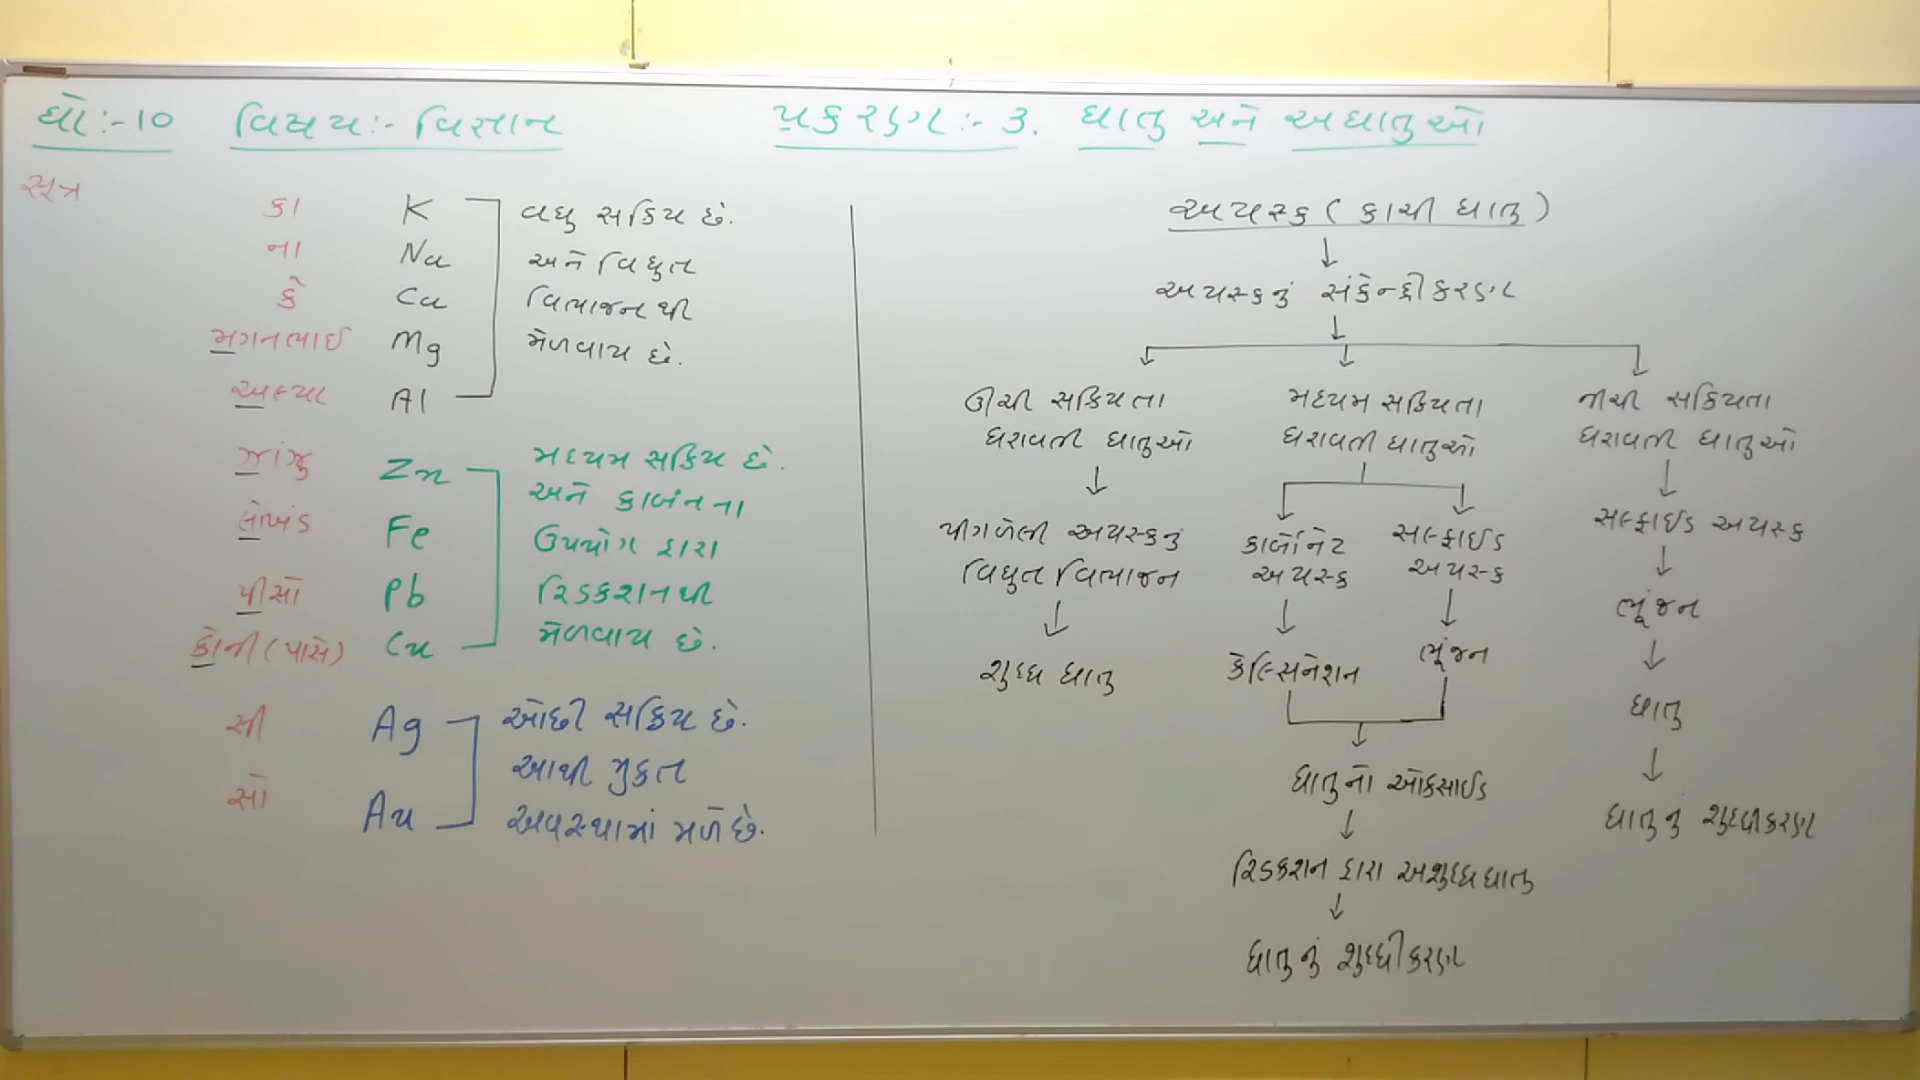 ધો:-10 વિષય:- વિજ્ઞાન પ્રકરણ:- 3. ધાતુ અને અધાતુઓ
સૂત્ર
કા K
ના Na
કે Ca
મગનભાઈ Mg
અલ્યા Al
વધુ સક્રિય છે.
અને વિદ્યુત
વિભાજન થી
મેળવાય છે.
ઝાંઝુ Zn
લોખંડ Fe
પીસો Pb
કોની (પાસે) Cu
મધ્યમ સક્રિય છે.
અને કાર્બનના
ઉપયોગ દ્વારા
રિડક્શનથી
મેળવાય છે.
સી Ag
સો Au
ઓછી સક્રિય છે.
આથી મુક્ત
અવસ્થામાં મળે છે.
અયસ્ક (કાચી ધાતુ)
↓
અયસ્કનું સંકેન્દ્રીકરણ
↓
ઊંચી સક્રિયતા
ધરાવતી ધાતુઓ
↓
પીગળેલી અયસ્કનું
વિદ્યુત વિભાજન
↓
શુધ્ધ ધાતુ
મધ્યમ સક્રિયતા
ધરાવતી ધાતુઓ
કાર્બોનેટ
અયસ્ક
↓
કેલ્સિનેશન
સલ્ફાઈડ
અયસ્ક
↓
ભૂંજન
↓
ધાતુનો ઓક્સાઈડ
↓
રિડક્શન દ્વારા અશુધ્ધ ધાતુ
↓
ધાતુનું શુધ્ધીકરણ
નીચી સક્રિયતા
ધરાવતી ધાતુઓ
↓
સલ્ફાઈડ અયસ્ક
↓
ભૂંજન
↓
ધાતુ
↓
ધાતુનું શુધ્ધીકરણ